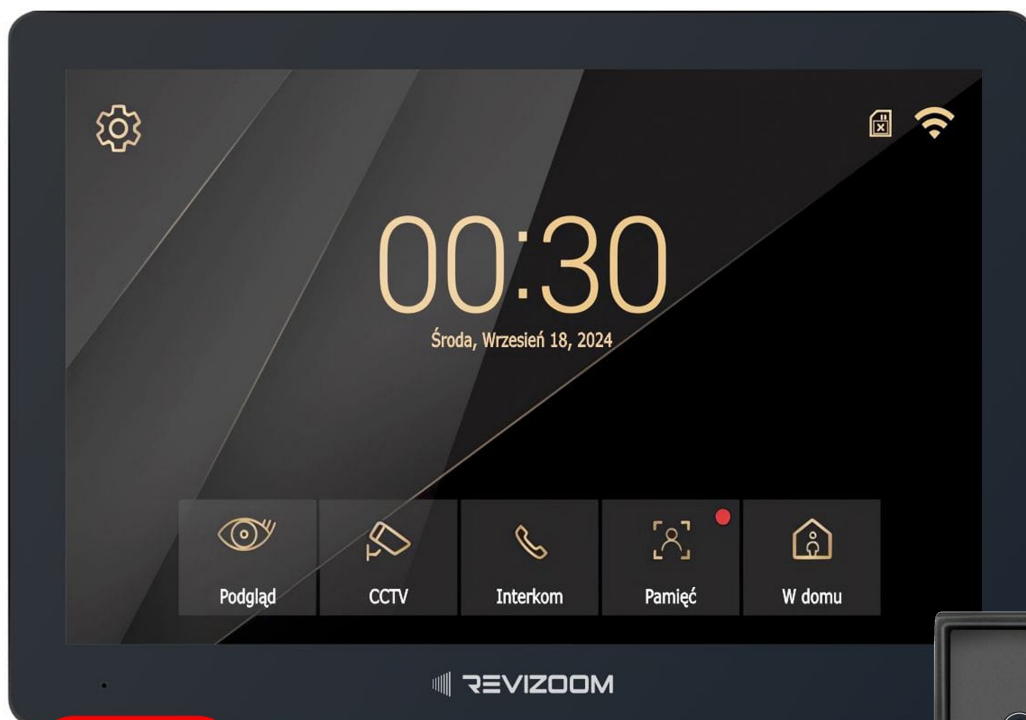 00:30
Środa, Wrzesień 18, 2024
Podgląd
CCTV
Interkom
Pamięć
W domu
REVIZOOM